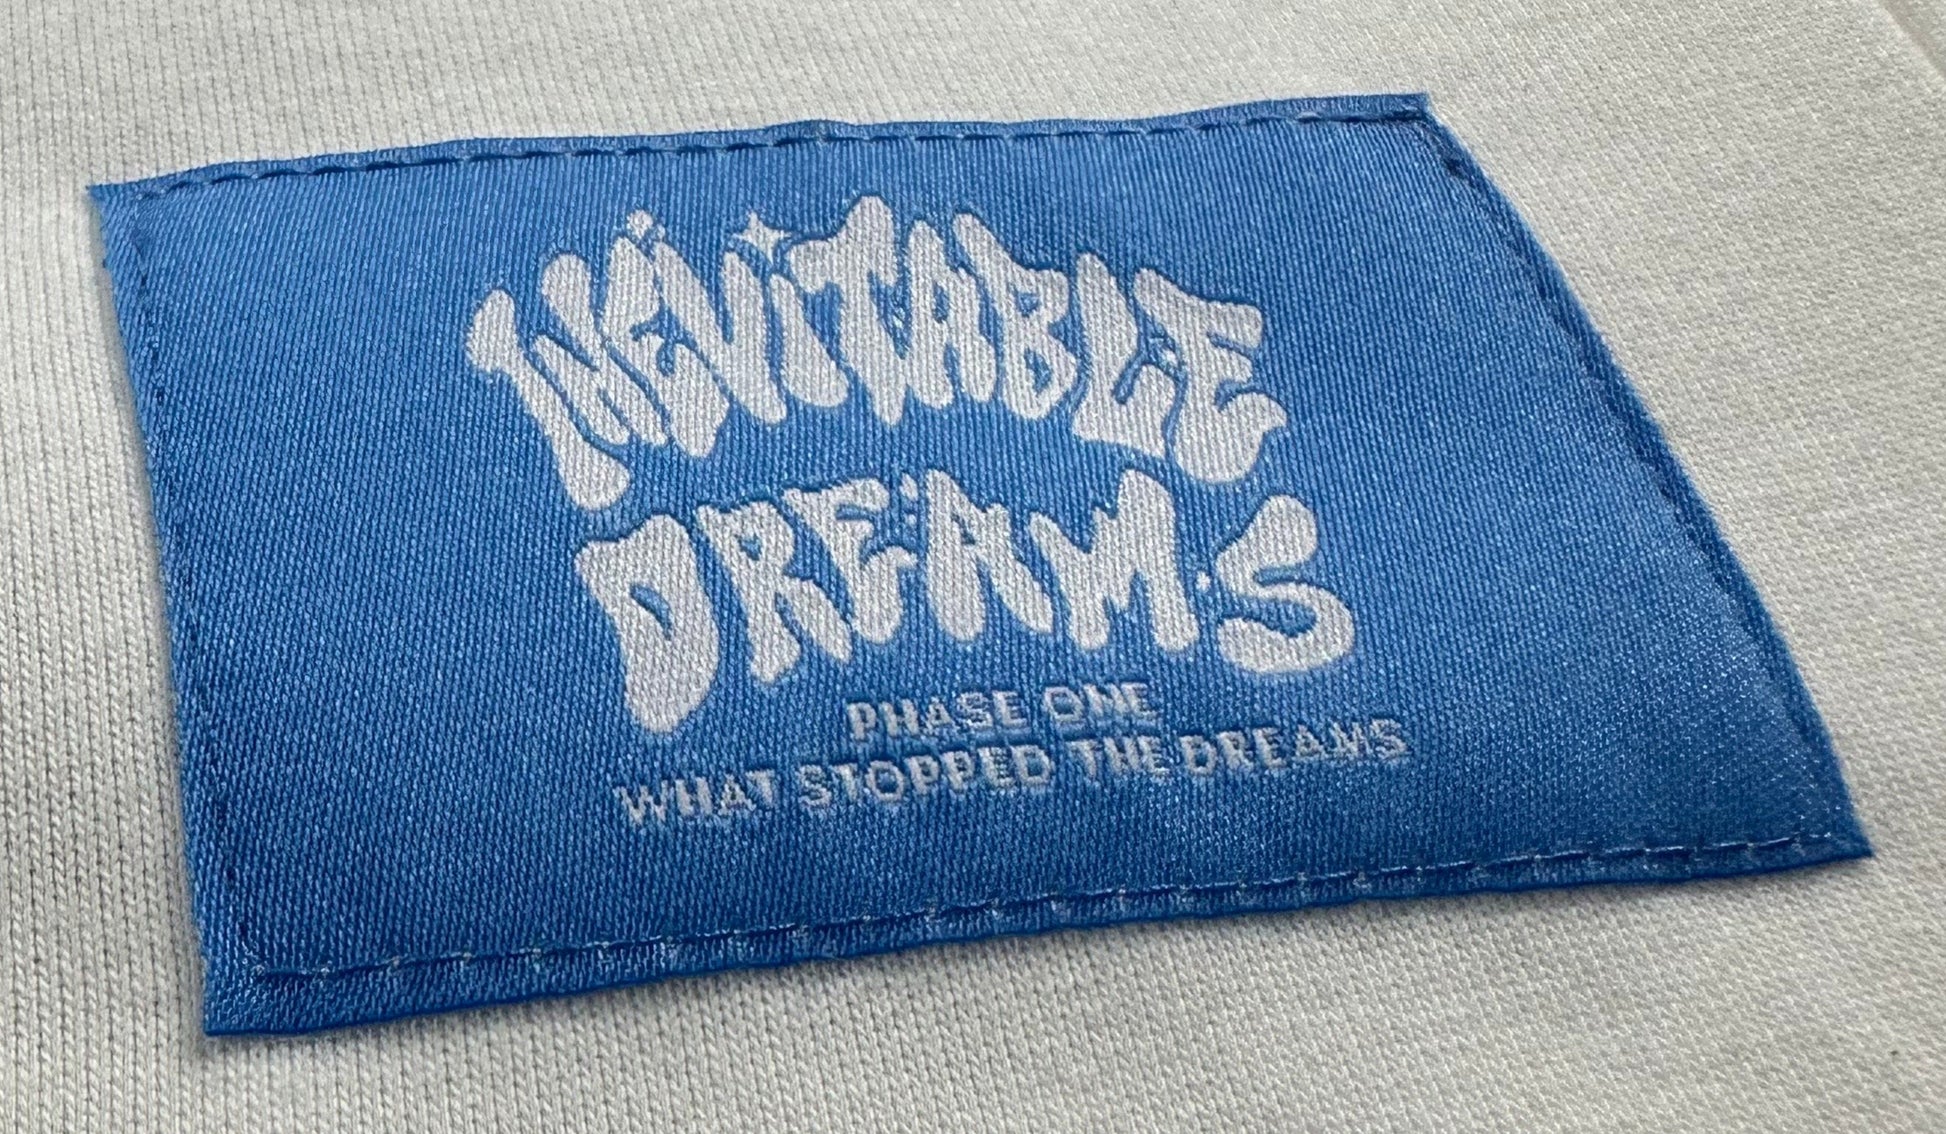 INEVITABLE
DREAMS
PHASE ONE
WHAT STOPPED THE DREAMS